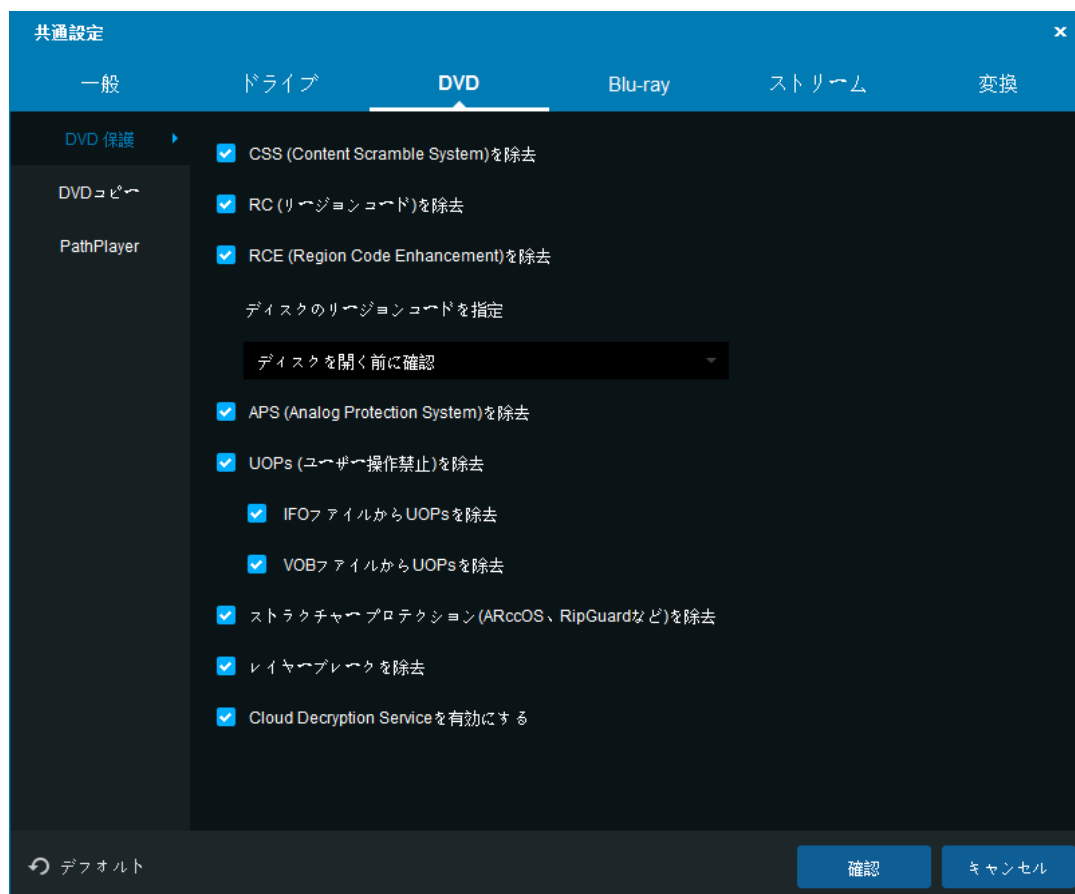 共通設定
×
一般
ドライブ
DVD
Blu-ray
ストリーム
変換
DVD 保護
DVDコピー
PathPlayer
CSS (Content Scramble System)を除去
RC (リージョンコード)を除去
RCE (Region Code Enhancement)を除去
ディスクのリージョンコードを指定
ディスクを開く前に確認
APS (Analog Protection System)を除去
UOPs (ユーザー操作禁止)を除去
IFOファイルからUOPsを除去
VOBファイルからUOPsを除去
ストラクチャープロテクション(ARccOS、RipGuardなど)を除去
レイヤーブレークを除去
Cloud Decryption Serviceを有効にする
デフォルト
確認
キャンセル